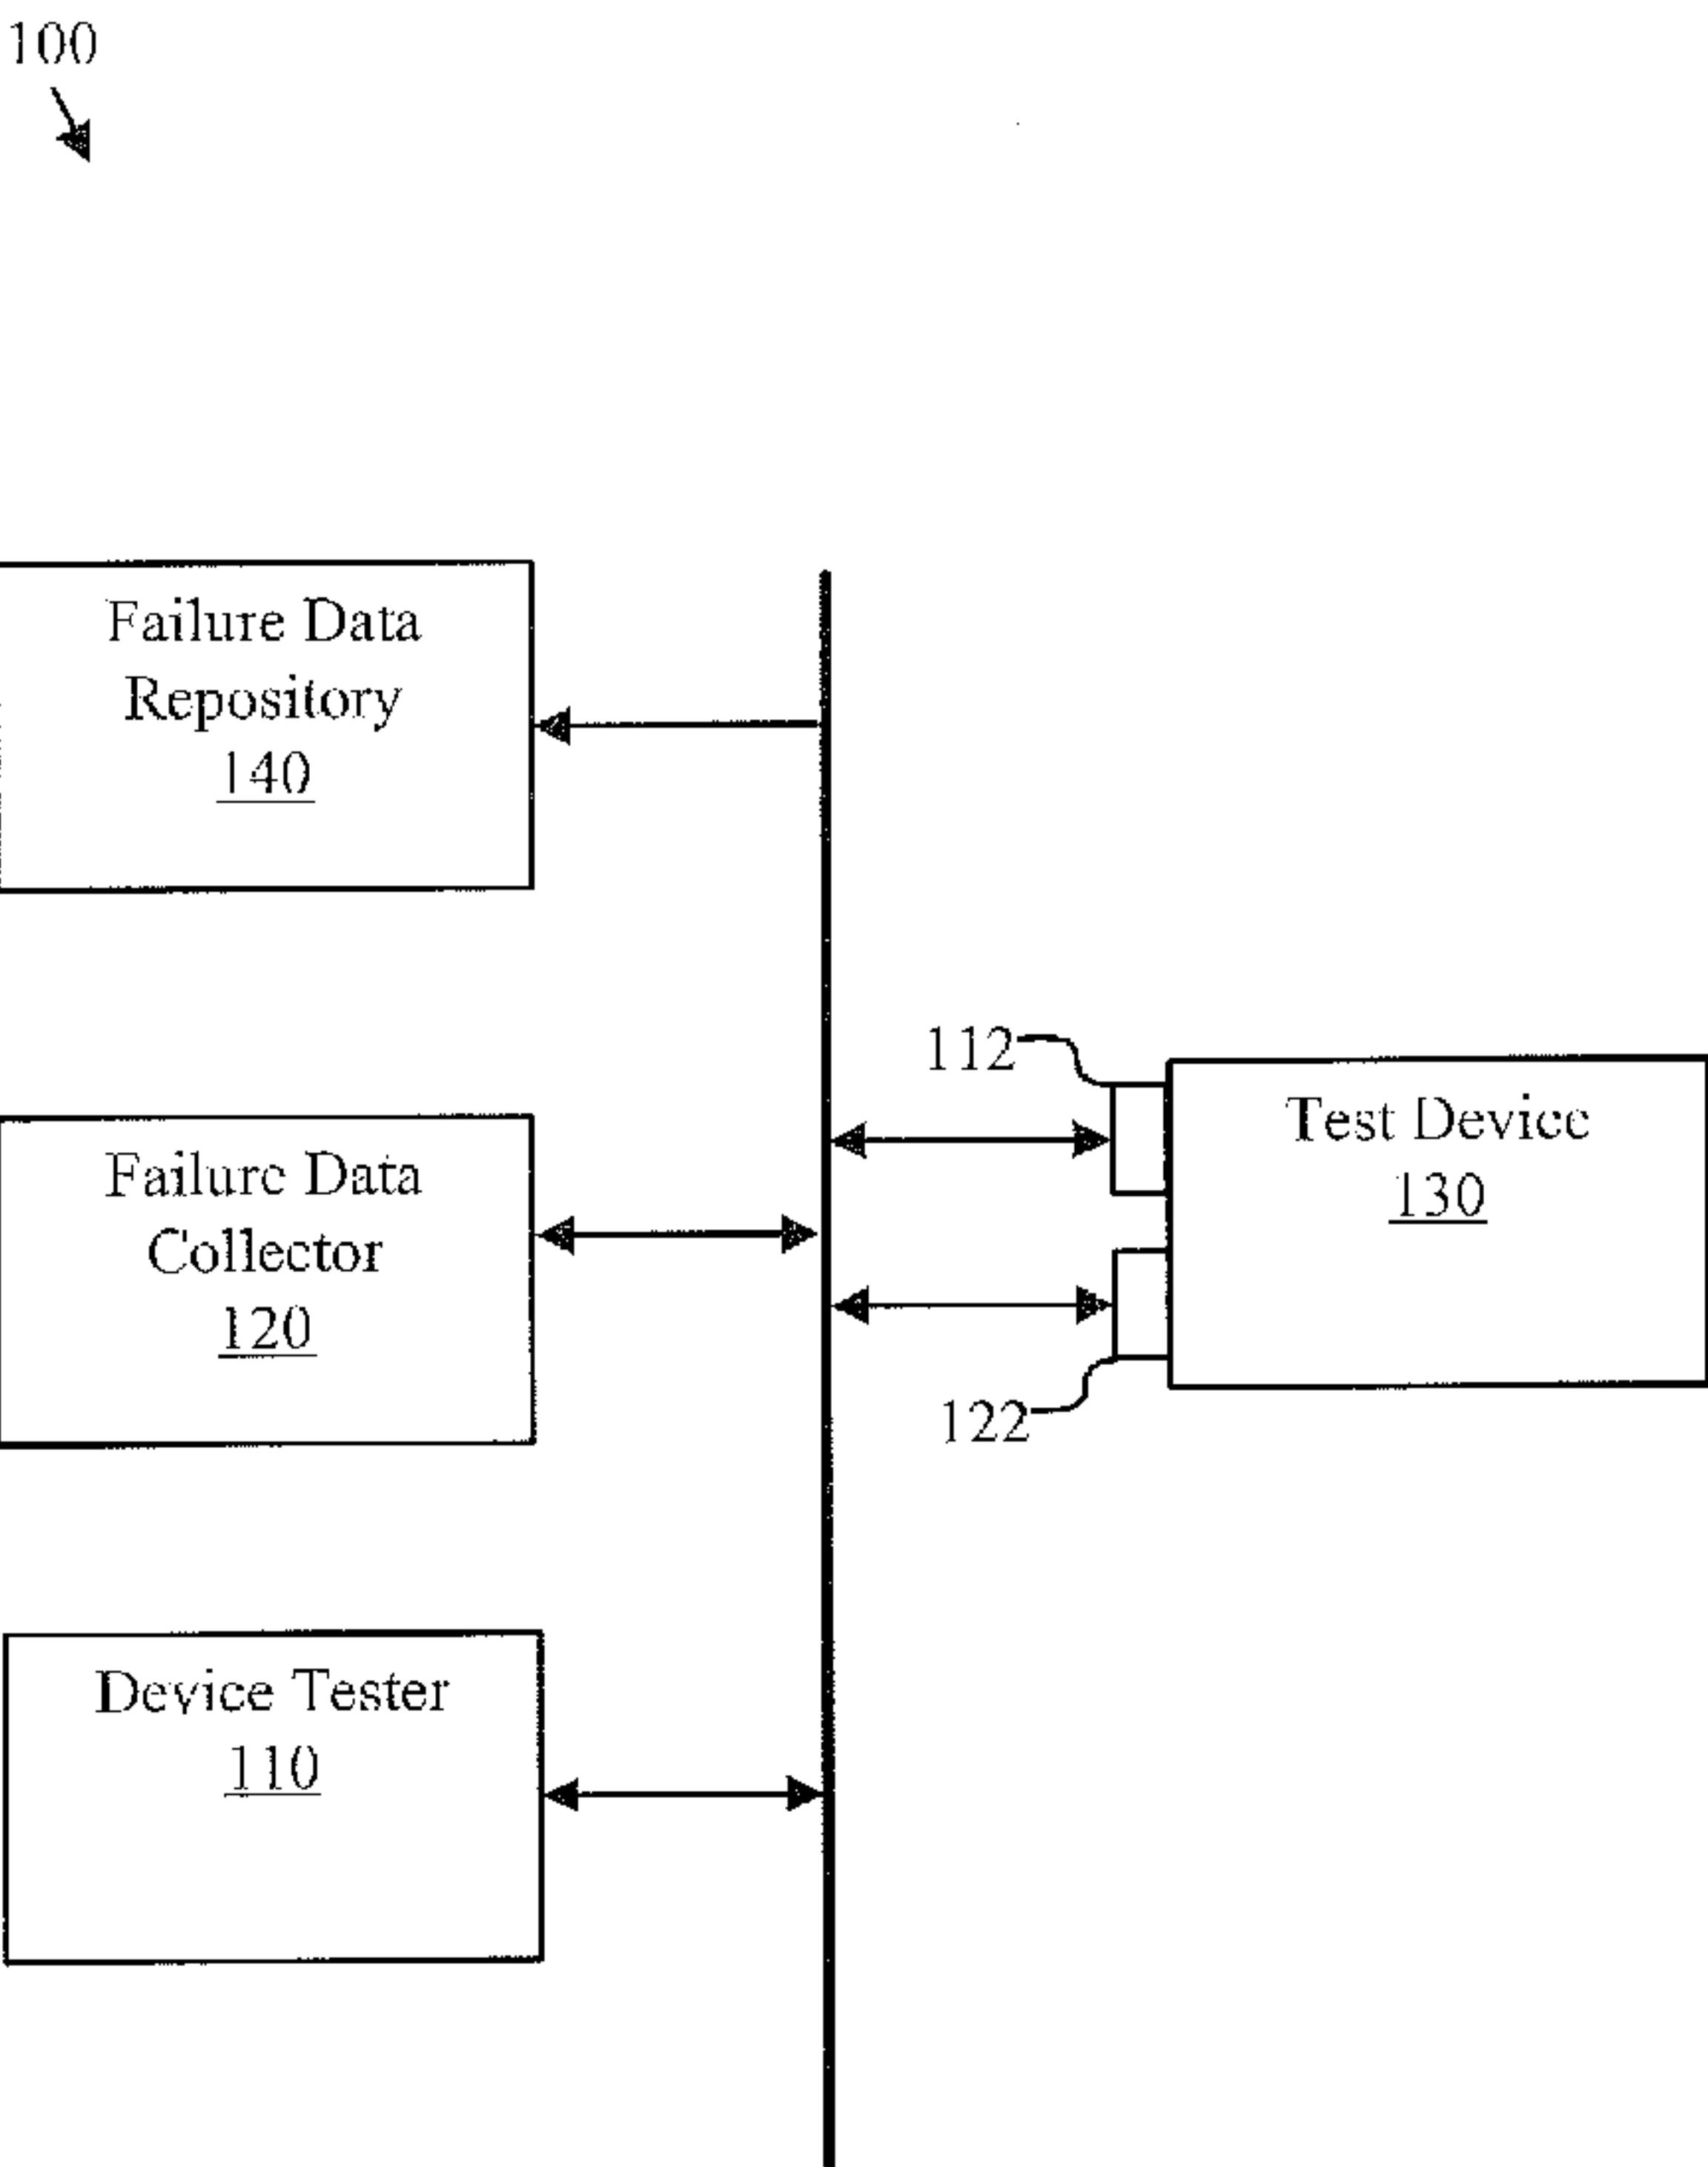 100
Failure Data
Repository
140
112
Test Device
130
Failure Data
Collector
120
122
Device Tester
110